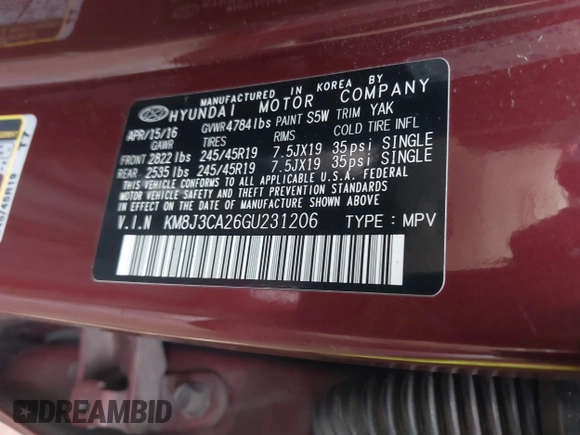 MANUFACTURED IN KOREA BY
HYUNDAI MOTOR COMPANY
APR/15/16 GVWR4784lbs PAINT S5W TRIM YAK
GAWR TIRES RIMS COLD TIRE INFL
FRONT 2822lbs 245/45R19 7.5JX19 35psi SINGLE
REAR 2535lbs 245/45R19 7.5JX19 35psi SINGLE
THIS VEHICLE CONFORMS TO ALL APPLICABLE U.S.A. FEDERAL
MOTOR VEHICLE SAFETY AND THEFT PREVENTION STANDARDS
IN EFFECT ON THE DATE OF MANUFACTURE SHOWN ABOVE.
V.I.N KM8J3CA26GU231206 TYPE : MPV
DREAMBID